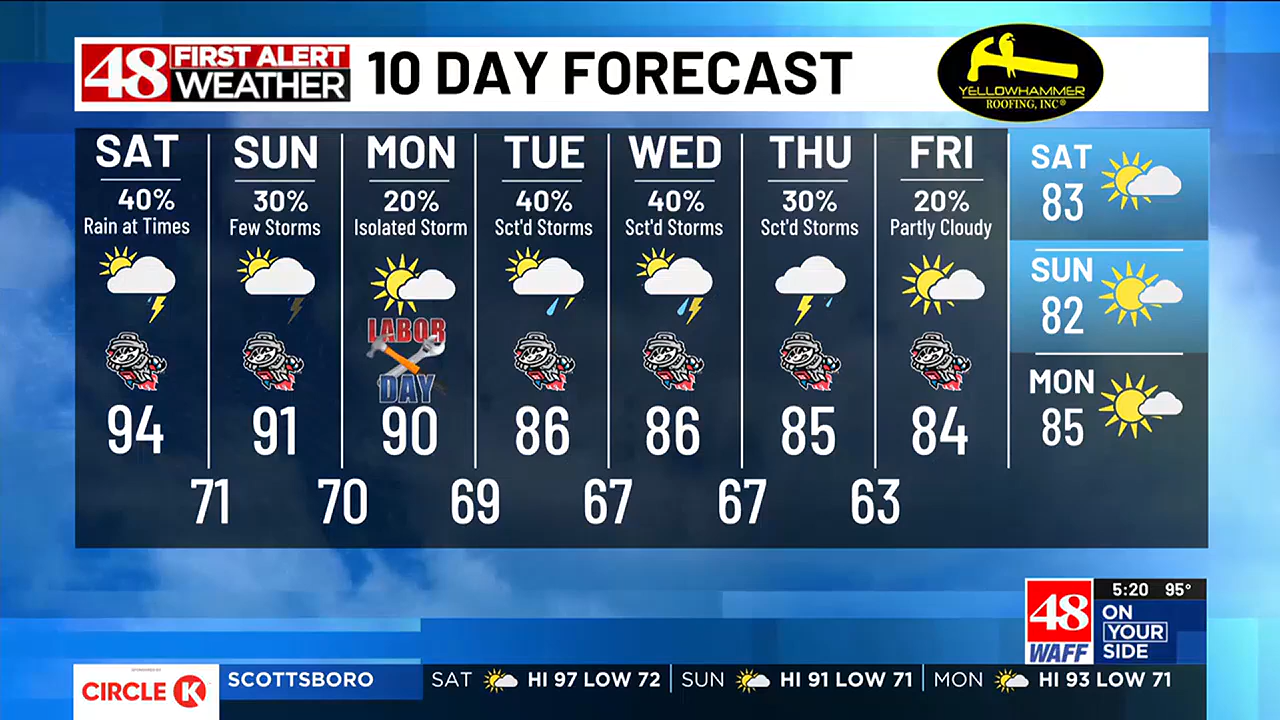 48 FIRST ALERT WEATHER
10 DAY FORECAST
YELLOWHAMMER
ROOFING, INC®
SAT
40%
Rain at Times
94
SUN
30%
Few Storms
91
MON
20%
Isolated Storm
LABOR
DAY
90
TUE
40%
Sct'd Storms
86
WED
40%
Sct'd Storms
86
THU
30%
Sct'd Storms
85
FRI
20%
Partly Cloudy
84
SAT
83
SUN
82
MON
85
71 70 69 67 67 63
48
WAFF
5:20 95°
ON
YOUR
SIDE
CIRCLE K
SCOTTSBORO SAT HI 97 LOW 72 SUN HI 91 LOW 71 MON HI 93 LOW 71